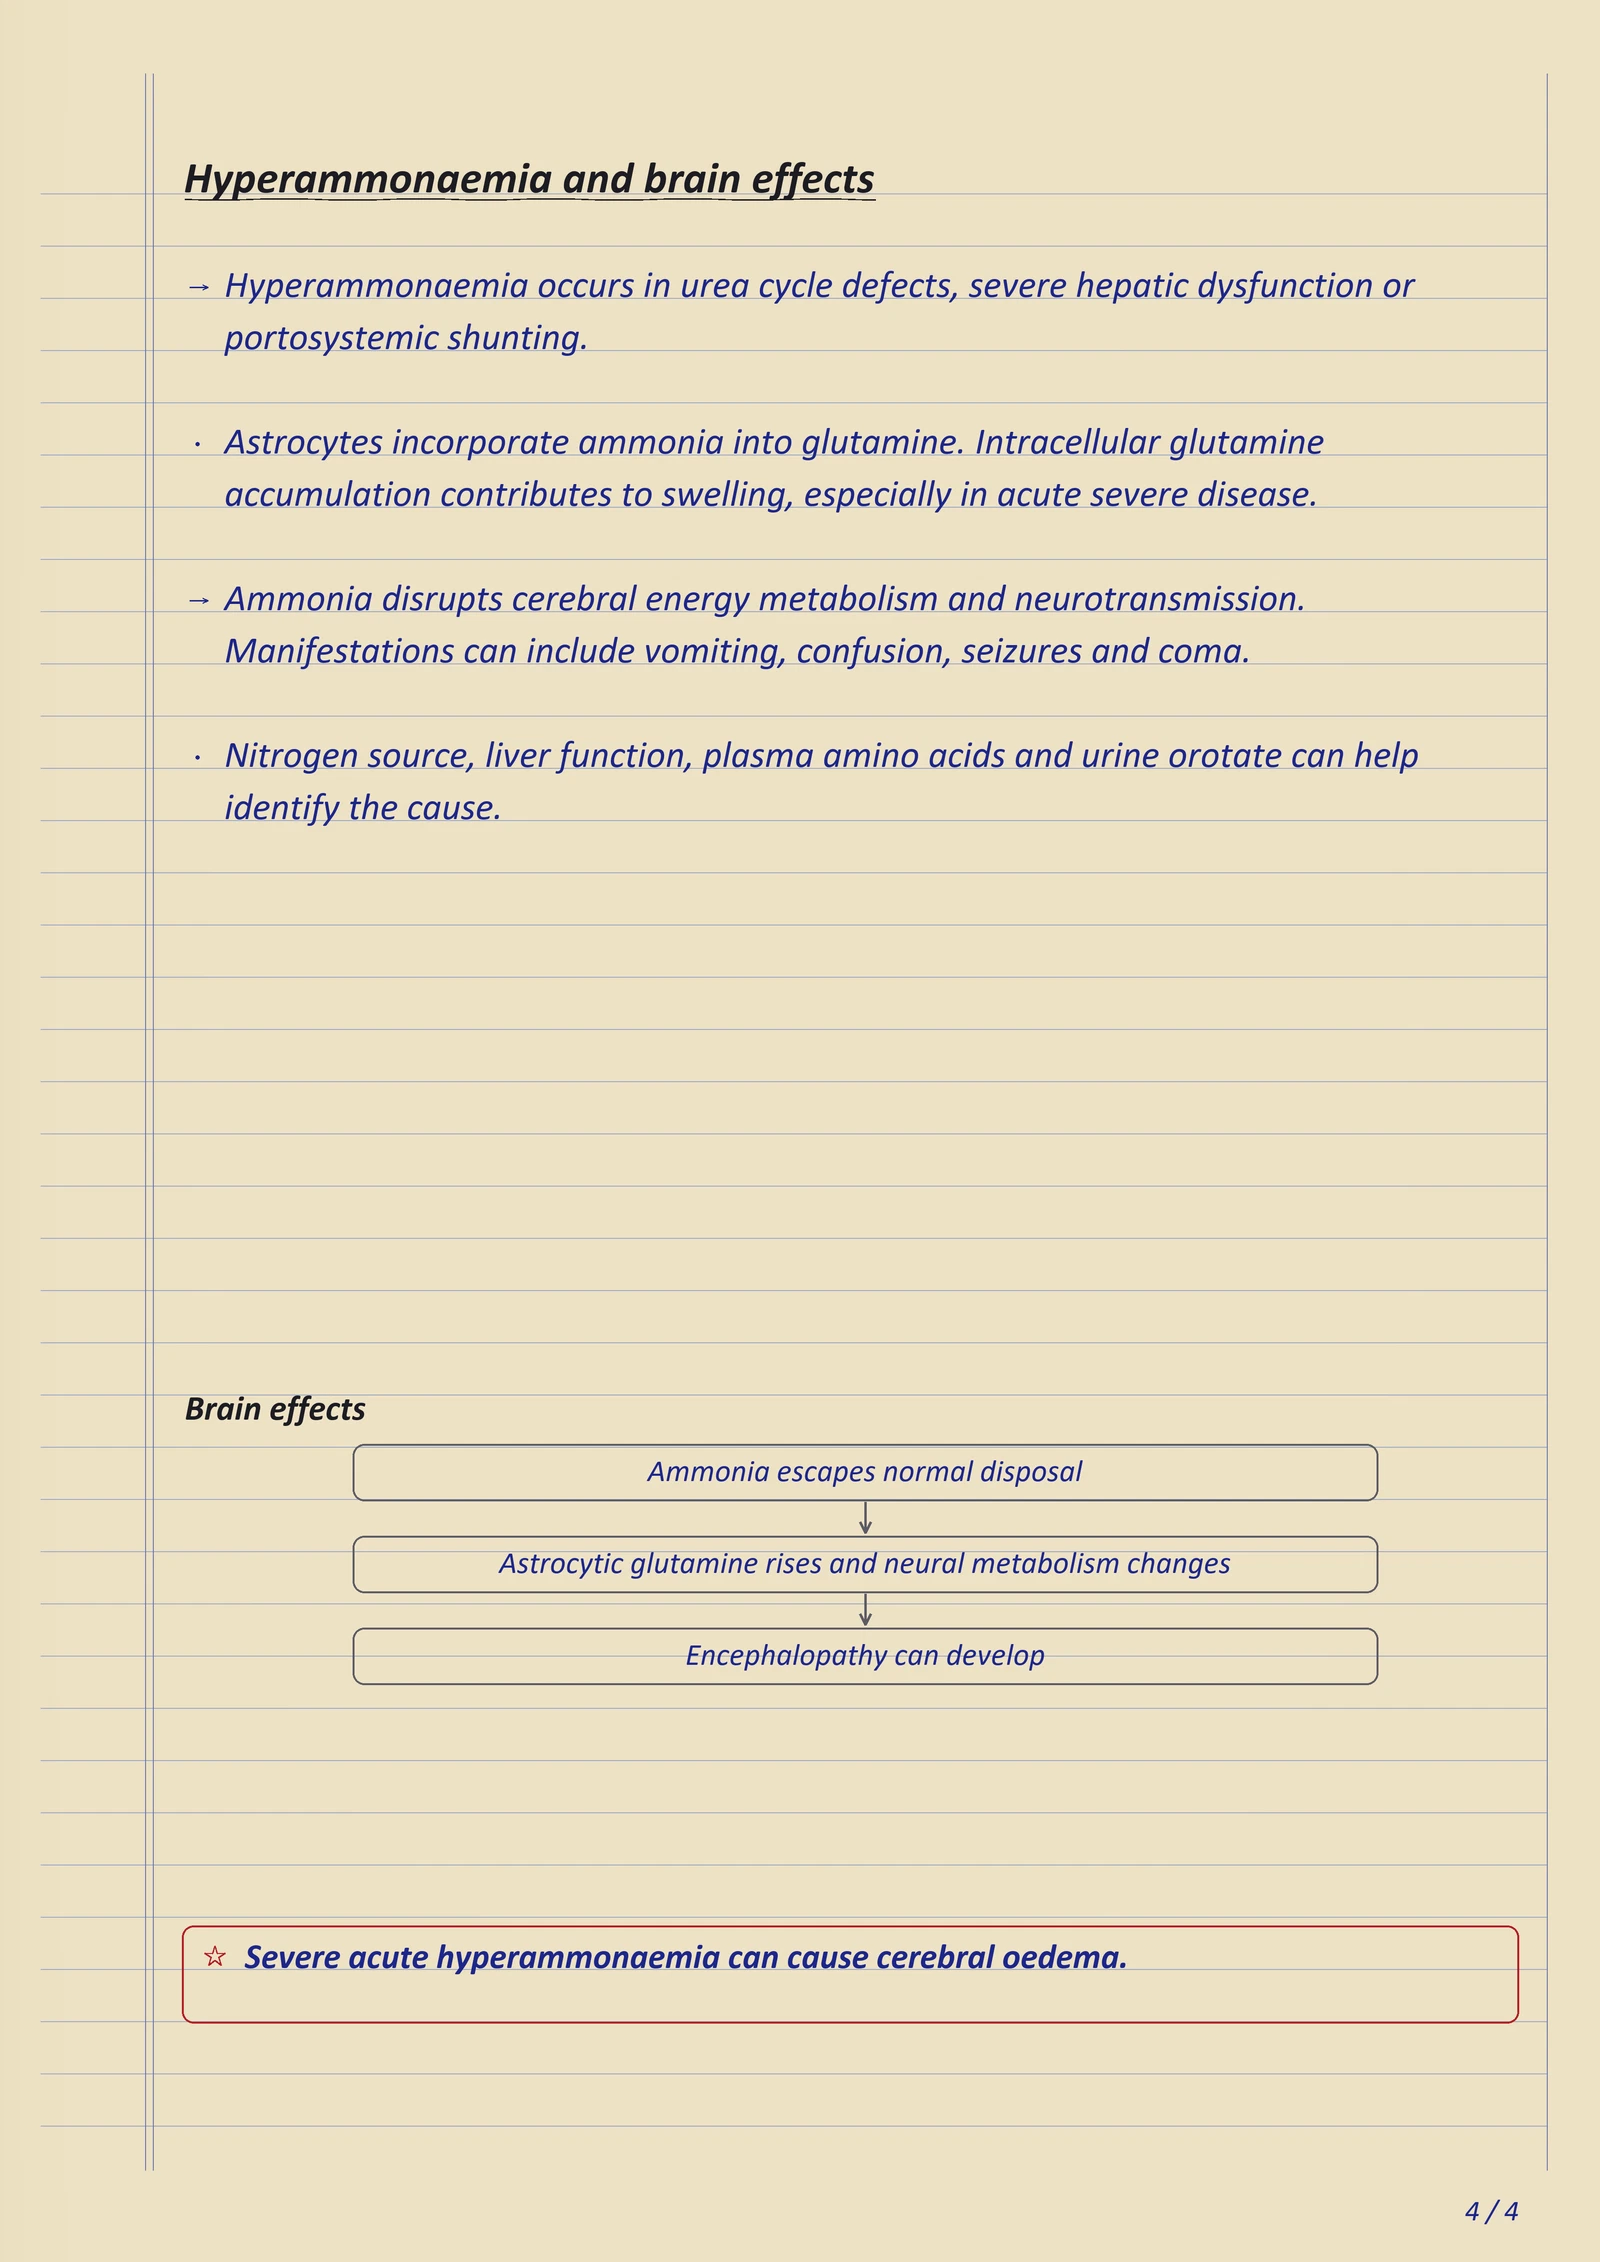 Hyperammonaemia and brain effects
→ Hyperammonaemia occurs in urea cycle defects, severe hepatic dysfunction or
portosystemic shunting.
· Astrocytes incorporate ammonia into glutamine. Intracellular glutamine
accumulation contributes to swelling, especially in acute severe disease.
→ Ammonia disrupts cerebral energy metabolism and neurotransmission.
Manifestations can include vomiting, confusion, seizures and coma.
· Nitrogen source, liver function, plasma amino acids and urine orotate can help
identify the cause.
Brain effects
Ammonia escapes normal disposal
Astrocytic glutamine rises and neural metabolism changes
Encephalopathy can develop
☆ Severe acute hyperammonaemia can cause cerebral oedema.
4 / 4